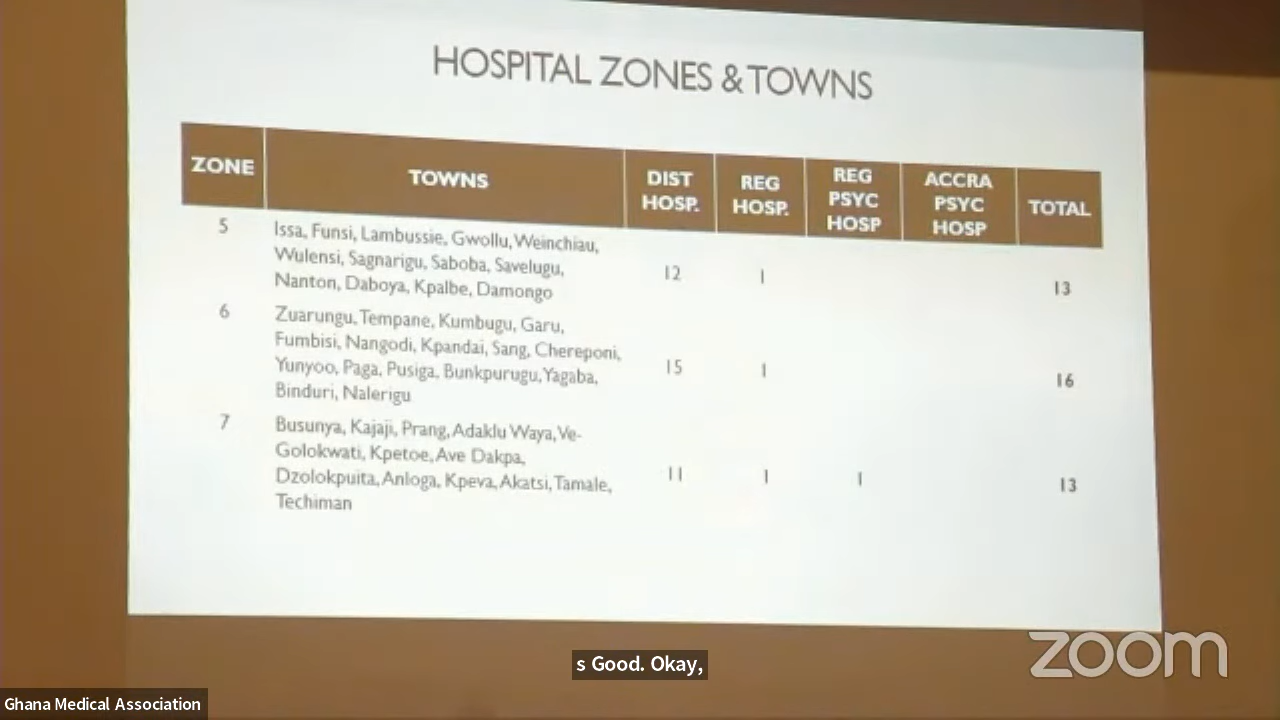 HOSPITAL ZONES & TOWNS
ZONE
TOWNS
DIST
HOSP.
REG
HOSP.
REG
PSYC
HOSP
ACCRA
PSYC
HOSP
TOTAL
5
Issa, Funsi, Lambussie, Gwollu, Weinchiau,
Wulensi, Sagnarigu, Saboba, Savelugu,
Nanton, Daboya, Kpalbe, Damongo
12
1
13
6
Zuarungu, Tempane, Kumbugu, Garu,
Fumbisi, Nangodi, Kpandai, Sang, Chereponi,
Yunyoo, Paga, Pusiga, Bunkpurugu, Yagaba,
Binduri, Nalerigu
15
1
16
7
Busunya, Kajaji, Prang, Adaklu Waya, Ve-
Golokwati, Kpetoe, Ave Dakpa,
Dzolokpuita, Anloga, Kpeva, Akatsi, Tamale,
Techiman
11
1
1
13
s Good. Okay,
zoom
Ghana Medical Association